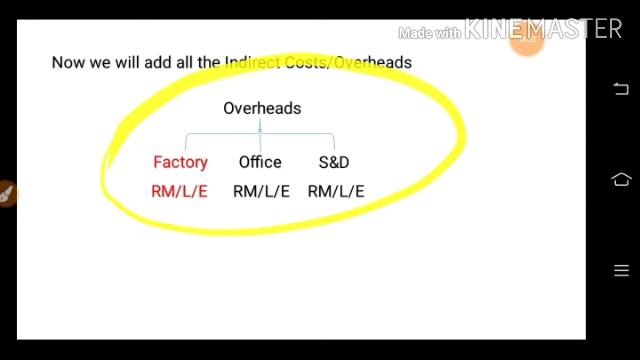 Made with KINEMASTER
Now we will add all the Indirect Costs/Overheads
Overheads
Factory Office S&D
RM/L/E RM/L/E RM/L/E